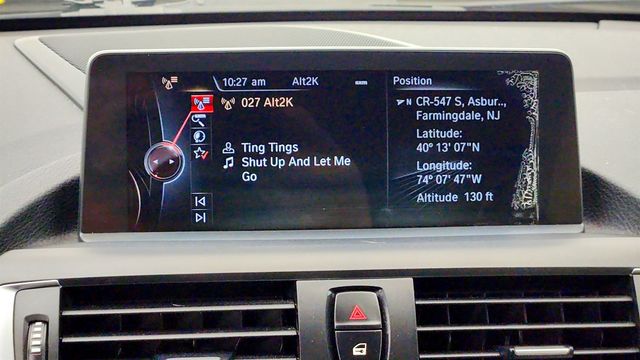 10:27 am Alt2K
Position
027 Alt2K
Ting Tings
Shut Up And Let Me
Go
N CR-547 S, Asbur..,
Farmingdale, NJ
Latitude:
40° 13' 07"N
Longitude:
74° 07' 47"W
Altitude 130 ft